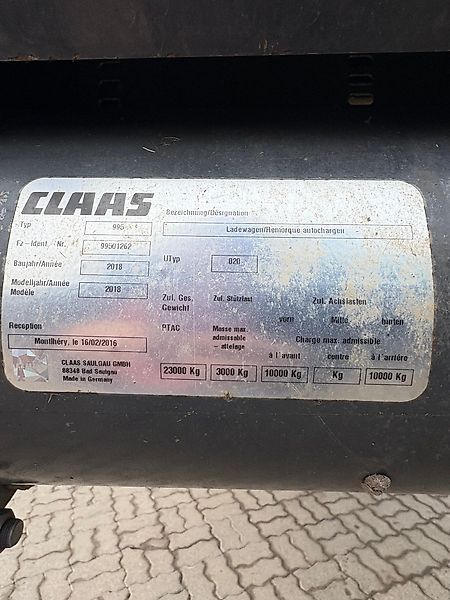 CLAAS
Bezeichnung/Désignation
Typ 995
Ladewagen/Remorque autochargen
Fz-Ident. Nr. 99501262
UTyp 020
Baujahr/Année 2018
Modelljahr/Année Modèle 2018
Zul. Ges. Gewicht
Zul. Stützlast
Zul. Achslasten
vorn Mitte hinten
Reception
PTAC
Masse max. admissable – attelage
Charge max. admissible
Montlhéry, le 16/02/2016
à l'avant centre à l'arrière
CLAAS SAULGAU GMBH
88348 Bad Saulgau
Made in Germany
23000 Kg 3000 Kg 10000 Kg Kg 10000 Kg